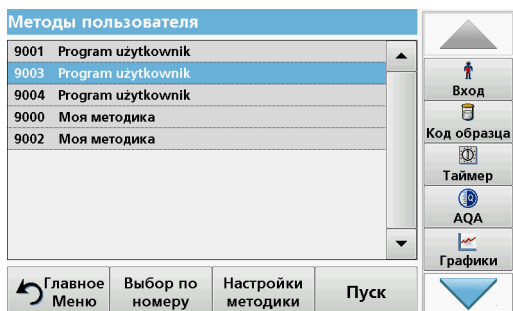 Методы пользователя
9001 Program użytkownik
9003 Program użytkownik
9004 Program użytkownik
9000 Моя методика
9002 Моя методика
Вход
Код образца
Таймер
AQA
Графики
Главное
Меню
Выбор по
номеру
Настройки
методики
Пуск